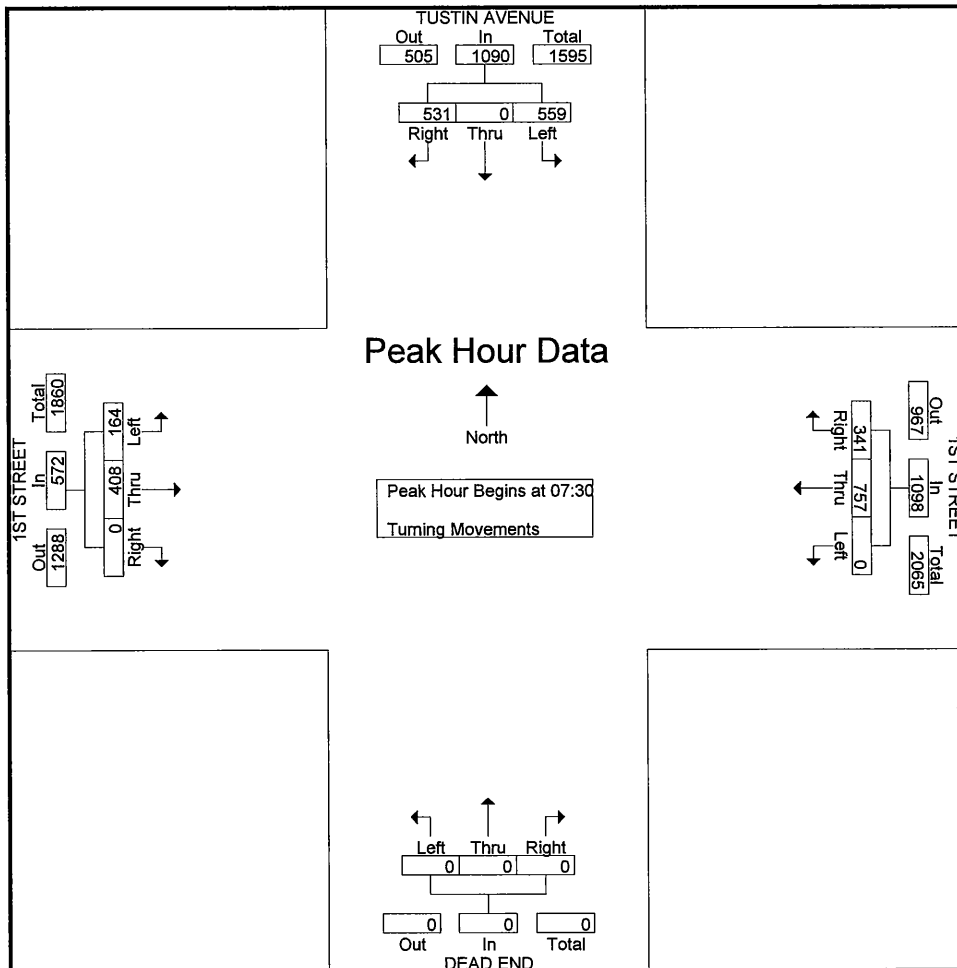 TUSTIN AVENUE
Out In Total
505 1090 1595
531 0 559
Right Thru Left
Peak Hour Data
North
Peak Hour Begins at 07:30
Turning Movements
1ST STREET
Total In Out
1860 572 1288
164 408 0
Left Thru Right
Right Thru Left
341 757 0
Out In Total
967 1098 2065
1ST STREET
Left Thru Right
0 0 0
0 0 0
Out In Total
DEAD END